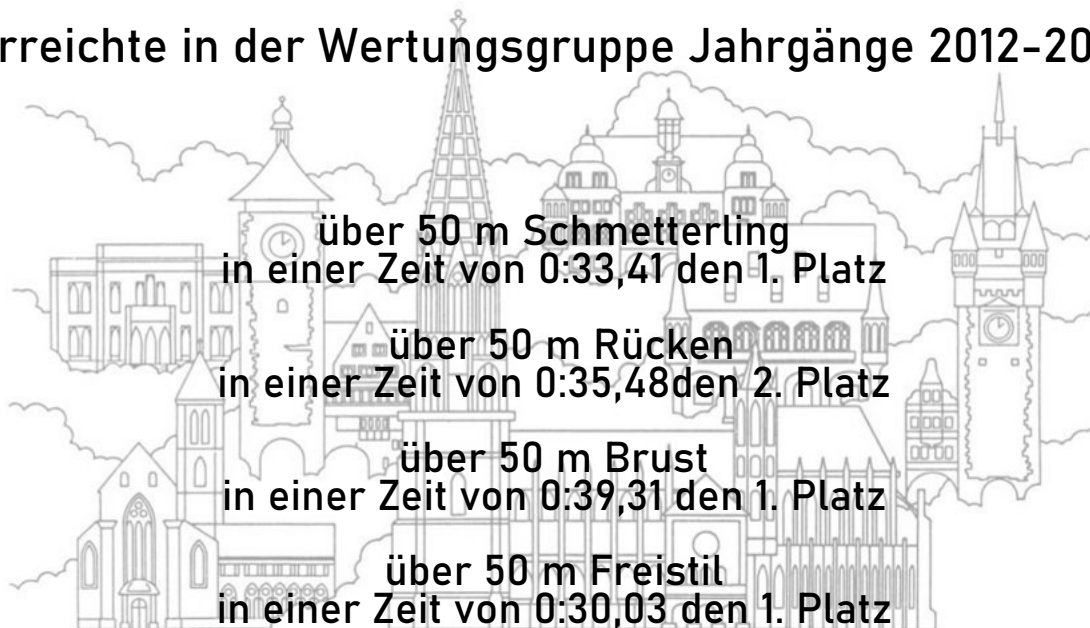 rreichte in der Wertungsgruppe Jahrgänge 2012-20
über 50 m Schmetterling
in einer Zeit von 0:33,41 den 1. Platz
über 50 m Rücken
in einer Zeit von 0:35,48den 2. Platz
über 50 m Brust
in einer Zeit von 0:39,31 den 1. Platz
über 50 m Freistil
in einer Zeit von 0:30,03 den 1. Platz